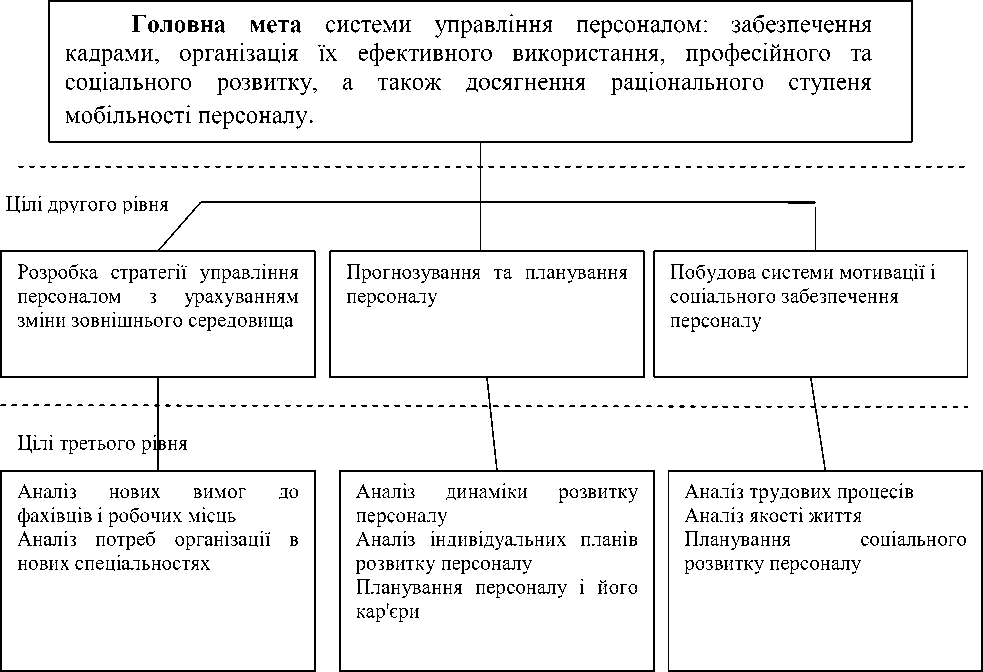 Головна мета системи управління персоналом: забезпечення
кадрами, організація їх ефективного використання, професійного та
соціального розвитку, а також досягнення раціонального ступеня
мобільності персоналу.
Цілі другого рівня
Розробка стратегії управління
персоналом з урахуванням
зміни зовнішнього середовища
Прогнозування та планування
персоналу
Побудова системи мотивації і
соціального забезпечення
персоналу
Цілі третього рівня
Аналіз нових вимог до
фахівців і робочих місць
Аналіз потреб організації в
нових спеціальностях
Аналіз динаміки розвитку
персоналу
Аналіз індивідуальних планів
розвитку персоналу
Планування персоналу і його
кар'єри
Аналіз трудових процесів
Аналіз якості життя
Планування соціального
розвитку персоналу